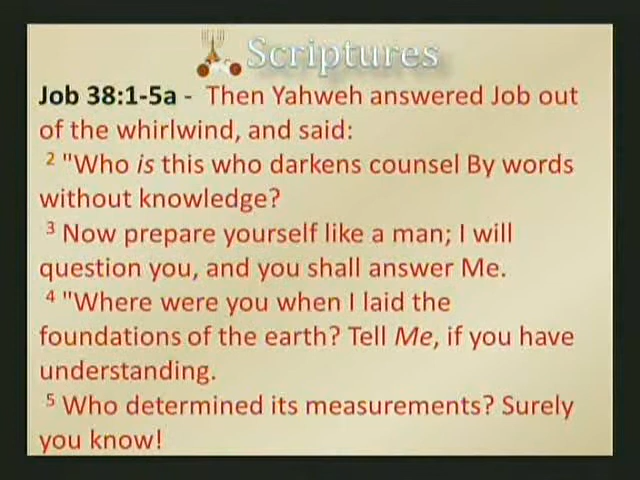 Scriptures
Job 38:1-5a - Then Yahweh answered Job out
of the whirlwind, and said:
2 "Who is this who darkens counsel By words
without knowledge?
3 Now prepare yourself like a man; I will
question you, and you shall answer Me.
4 "Where were you when I laid the
foundations of the earth? Tell Me, if you have
understanding.
5 Who determined its measurements? Surely
you know!